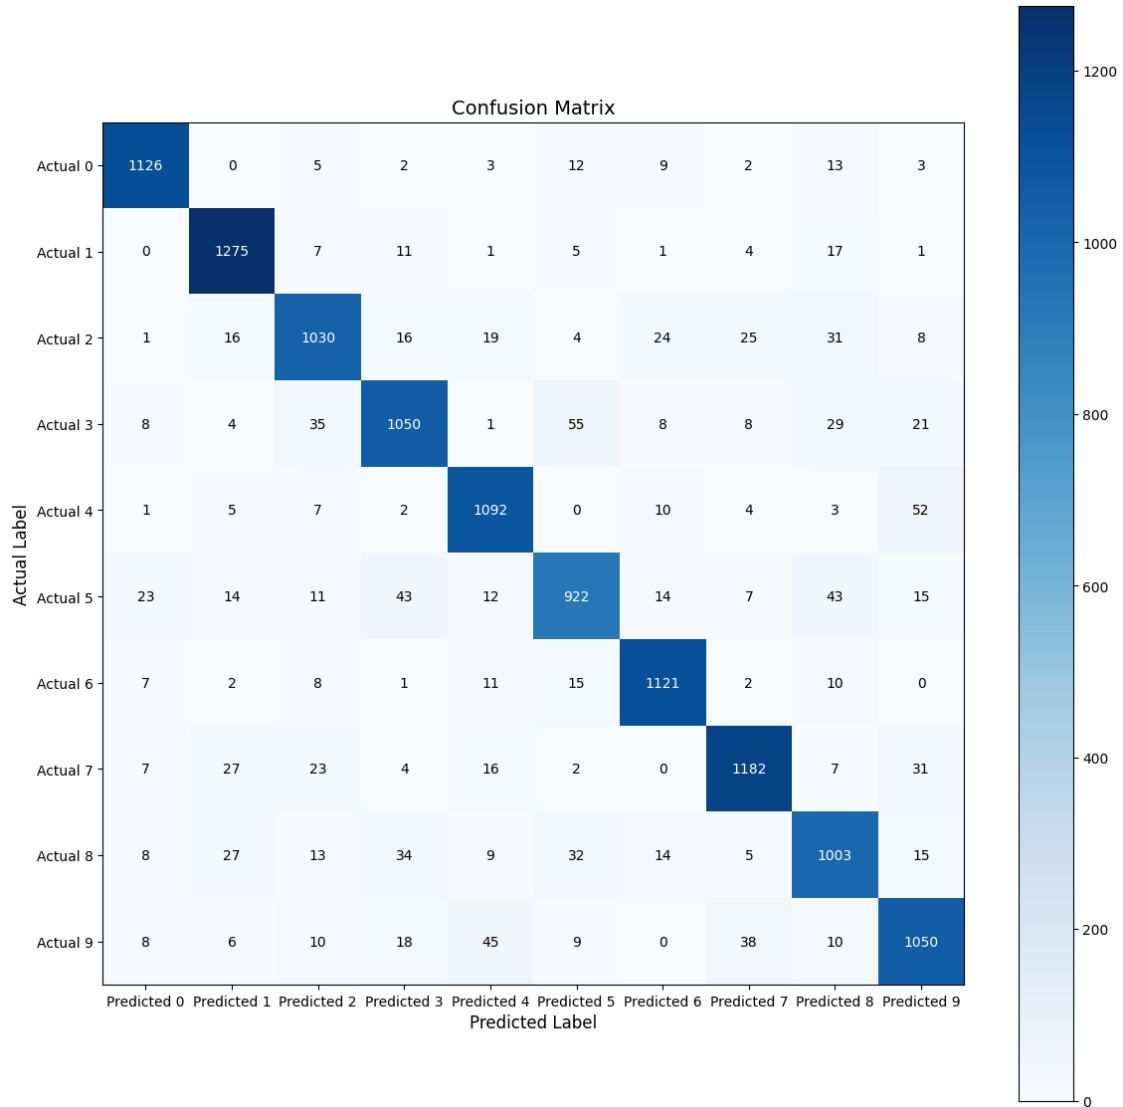 Confusion Matrix
Actual 0 1126 0 5 2 3 12 9 2 13 3
Actual 1 0 1275 7 11 1 5 1 4 17 1
Actual 2 1 16 1030 16 19 4 24 25 31 8
Actual 3 8 4 35 1050 1 55 8 8 29 21
Actual 4 1 5 7 2 1092 0 10 4 3 52
Actual 5 23 14 11 43 12 922 14 7 43 15
Actual 6 7 2 8 1 11 15 1121 2 10 0
Actual 7 7 27 23 4 16 2 0 1182 7 31
Actual 8 8 27 13 34 9 32 14 5 1003 15
Actual 9 8 6 10 18 45 9 0 38 10 1050
Predicted 0 Predicted 1 Predicted 2 Predicted 3 Predicted 4 Predicted 5 Predicted 6 Predicted 7 Predicted 8 Predicted 9
Predicted Label
Actual Label
1200
1000
800
600
400
200
0